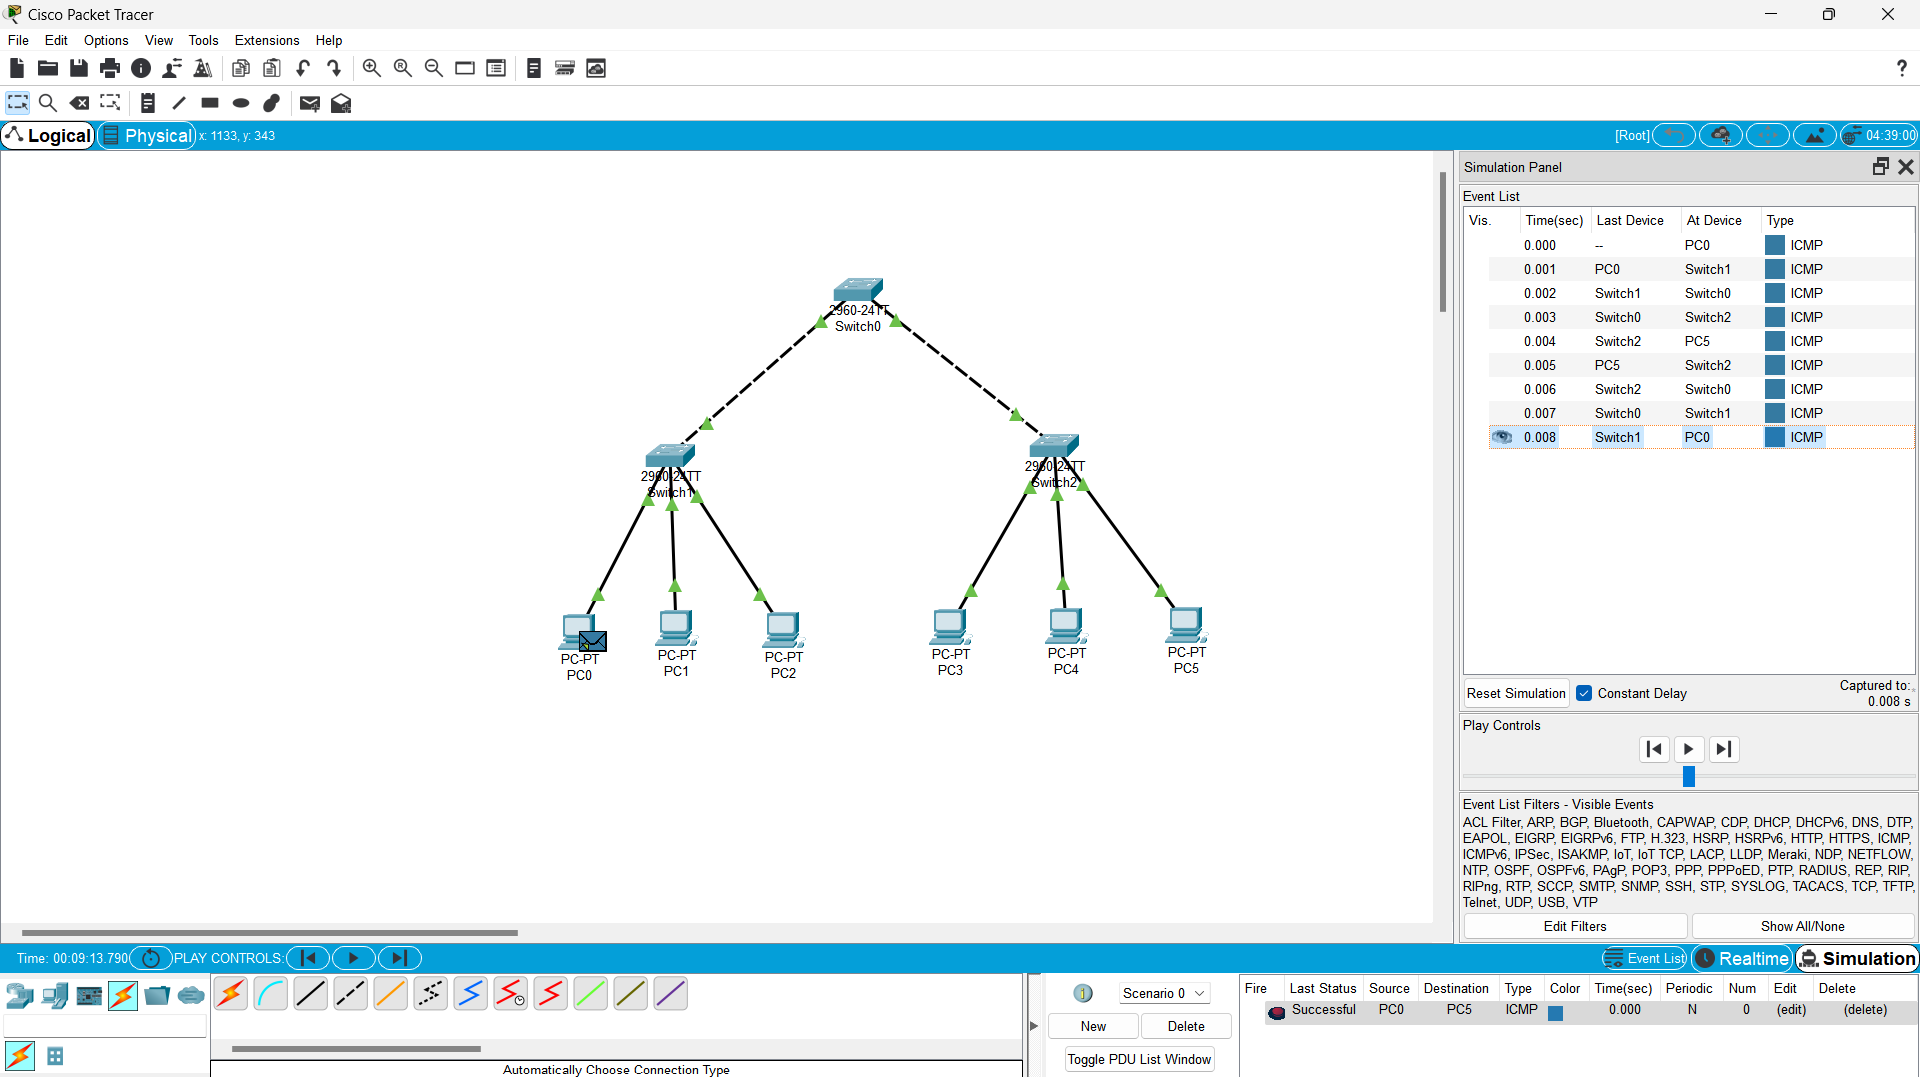 Cisco Packet Tracer
File Edit Options View Tools Extensions Help
?
Logical Physical x: 1133, y: 343 [Root] 04:39:00
Simulation Panel
Event List
Vis. Time(sec) Last Device At Device Type
0.000 -- PC0 ICMP
0.001 PC0 Switch1 ICMP
0.002 Switch1 Switch0 ICMP
0.003 Switch0 Switch2 ICMP
0.004 Switch2 PC5 ICMP
0.005 PC5 Switch2 ICMP
0.006 Switch2 Switch0 ICMP
0.007 Switch0 Switch1 ICMP
0.008 Switch1 PC0 ICMP
2960-24TT
Switch0
2960-24TT
Switch1
2960-24TT
Switch2
PC-PT
PC0
PC-PT
PC1
PC-PT
PC2
PC-PT
PC3
PC-PT
PC4
PC-PT
PC5
Reset Simulation Constant Delay Captured to:
0.008 s
Play Controls
Event List Filters - Visible Events
ACL Filter, ARP, BGP, Bluetooth, CAPWAP, CDP, DHCP, DHCPv6, DNS, DTP,
EAPOL, EIGRP, EIGRPv6, FTP, H.323, HSRP, HSRPv6, HTTP, HTTPS, ICMP,
ICMPv6, IPSec, ISAKMP, IoT, IoT TCP, LACP, LLDP, Meraki, NDP, NETFLOW,
NTP, OSPF, OSPFv6, PAgP, POP3, PPP, PPPoED, PTP, RADIUS, REP, RIP,
RIPng, RTP, SCCP, SMTP, SNMP, SSH, STP, SYSLOG, TACACS, TCP, TFTP,
Telnet, UDP, USB, VTP
Edit Filters Show All/None
Time: 00:09:13.790 PLAY CONTROLS: Event List Realtime Simulation
Scenario 0
New Delete
Toggle PDU List Window
Fire Last Status Source Destination Type Color Time(sec) Periodic Num Edit Delete
Successful PC0 PC5 ICMP 0.000 N 0 (edit) (delete)
Automatically Choose Connection Type